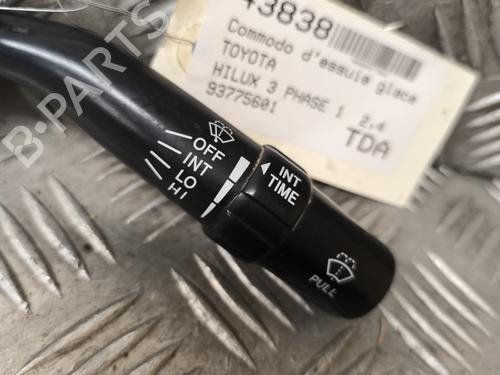 43838
Commodo d'essuie glace
TOYOTA
HILUX 3 PHASE 1 2.4
93775601
TDA
B-PARTS
OFF
INT
LO
HI
INT
TIME
PULL